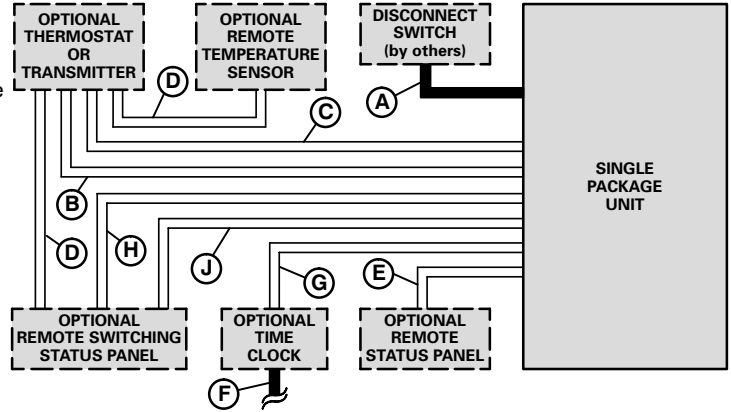 OPTIONAL
THERMOSTAT
OR
TRANSMITTER
OPTIONAL
REMOTE
TEMPERATURE
SENSOR
DISCONNECT
SWITCH
(by others)
e
D
A
C
SINGLE
PACKAGE
UNIT
B
D
H
J
G
E
OPTIONAL
REMOTE SWITCHING
STATUS PANEL
OPTIONAL
TIME
CLOCK
OPTIONAL
REMOTE
STATUS PANEL
F